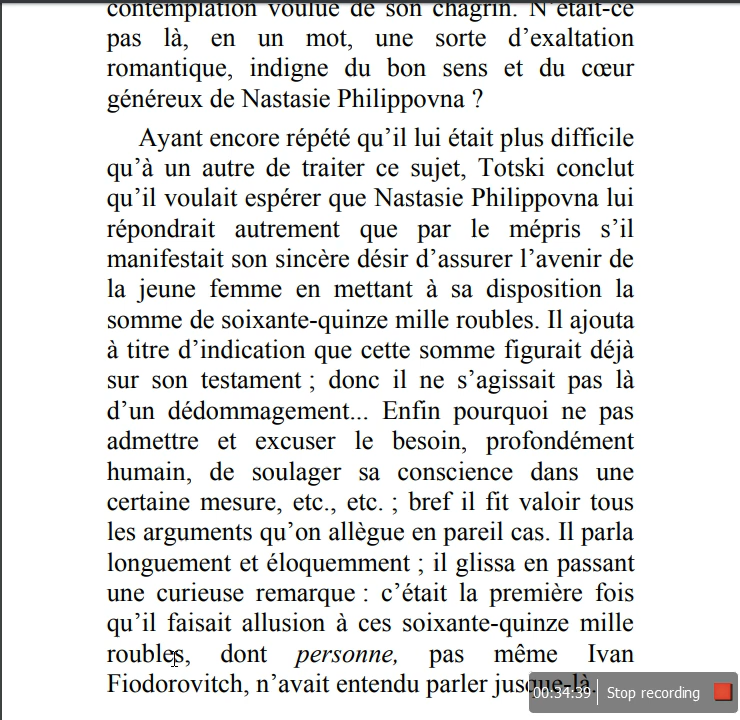 contemplation voulue de son chagrin. N’était-ce
pas là, en un mot, une sorte d’exaltation
romantique, indigne du bon sens et du cœur
généreux de Nastasie Philippovna ?
Ayant encore répété qu’il lui était plus difficile
qu’à un autre de traiter ce sujet, Totski conclut
qu’il voulait espérer que Nastasie Philippovna lui
répondrait autrement que par le mépris s’il
manifestait son sincère désir d’assurer l’avenir de
la jeune femme en mettant à sa disposition la
somme de soixante-quinze mille roubles. Il ajouta
à titre d’indication que cette somme figurait déjà
sur son testament ; donc il ne s’agissait pas là
d’un dédommagement... Enfin pourquoi ne pas
admettre et excuser le besoin, profondément
humain, de soulager sa conscience dans une
certaine mesure, etc., etc. ; bref il fit valoir tous
les arguments qu’on allègue en pareil cas. Il parla
longuement et éloquemment ; il glissa en passant
une curieuse remarque : c’était la première fois
qu’il faisait allusion à ces soixante-quinze mille
roubles, dont personne, pas même Ivan
Fiodorovitch, n’avait entendu parler jusque-là.
00:34:39 Stop recording